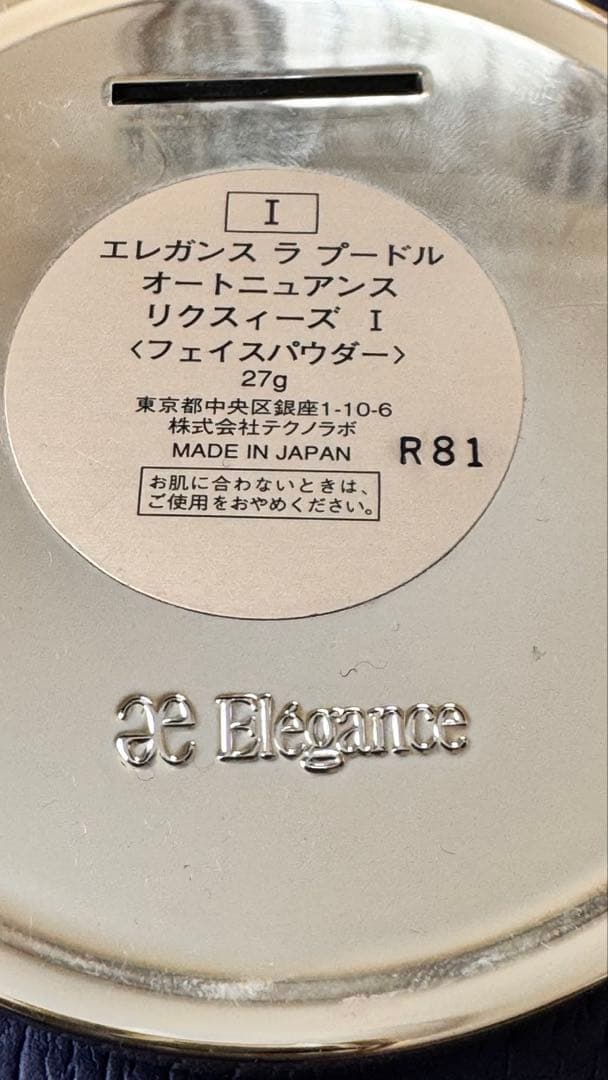 I
エレガンス ラ プードル
オートニュアンス
リクスィーズ I
〈フェイスパウダー〉
27g
東京都中央区銀座1-10-6
株式会社テクノラボ
MADE IN JAPAN R81
お肌に合わないときは、
ご使用をおやめください。
æ Elégance